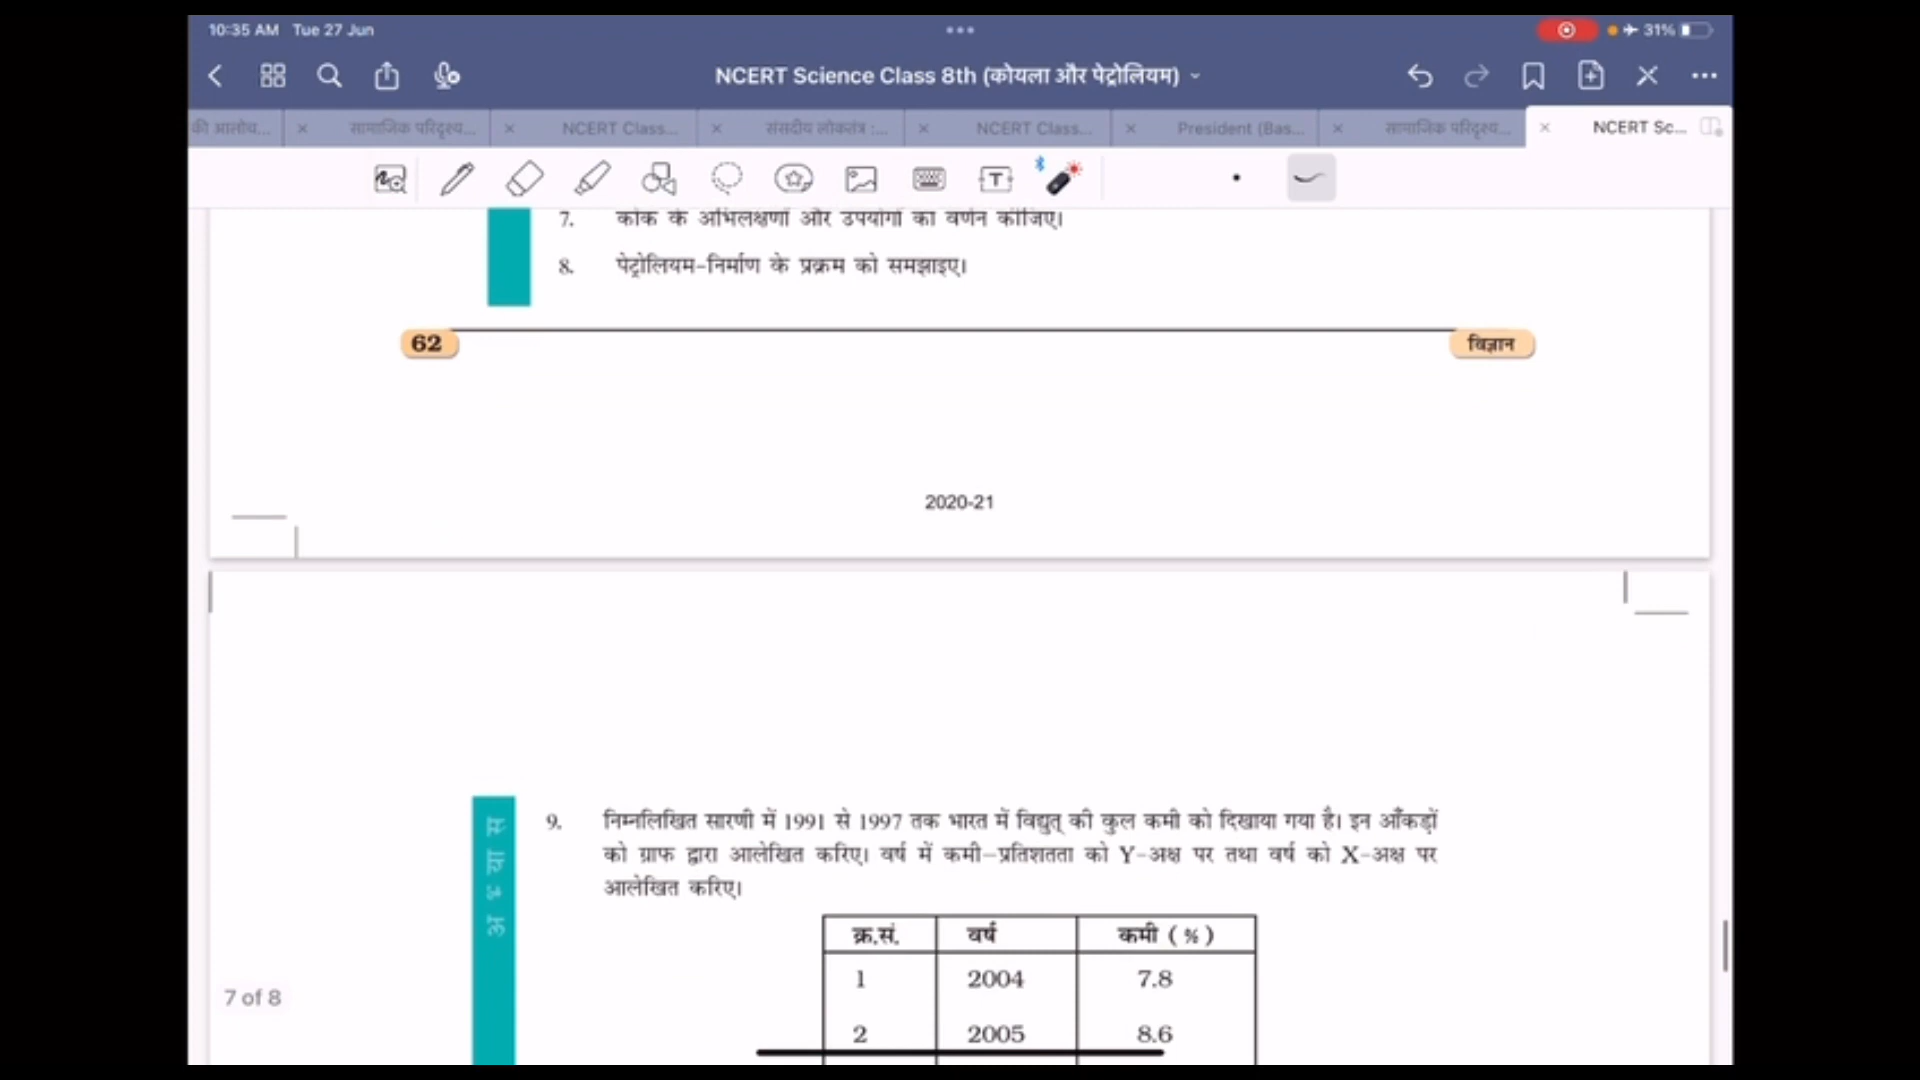 10:35 AM Tue 27 Jun
31%
NCERT Science Class 8th (कोयला और पेट्रोलियम)
की आलोच...
सामाजिक परिदृश्य...
NCERT Class...
संसदीय लोकतंत्र :...
NCERT Class...
President (Bas...
सामाजिक परिदृश्य...
NCERT Sc...
7. कोक के अभिलक्षणों और उपयोगों का वर्णन कीजिए।
8. पेट्रोलियम-निर्माण के प्रक्रम को समझाइए।
62
विज्ञान
2020-21
अभ्यास
9. निम्नलिखित सारणी में 1991 से 1997 तक भारत में विद्युत् की कुल कमी को दिखाया गया है। इन आँकड़ों
को ग्राफ द्वारा आलेखित करिए। वर्ष में कमी-प्रतिशतता को Y-अक्ष पर तथा वर्ष को X-अक्ष पर
आलेखित करिए।
क्र.सं. वर्ष कमी (%)
1 2004 7.8
2 2005 8.6
7 of 8